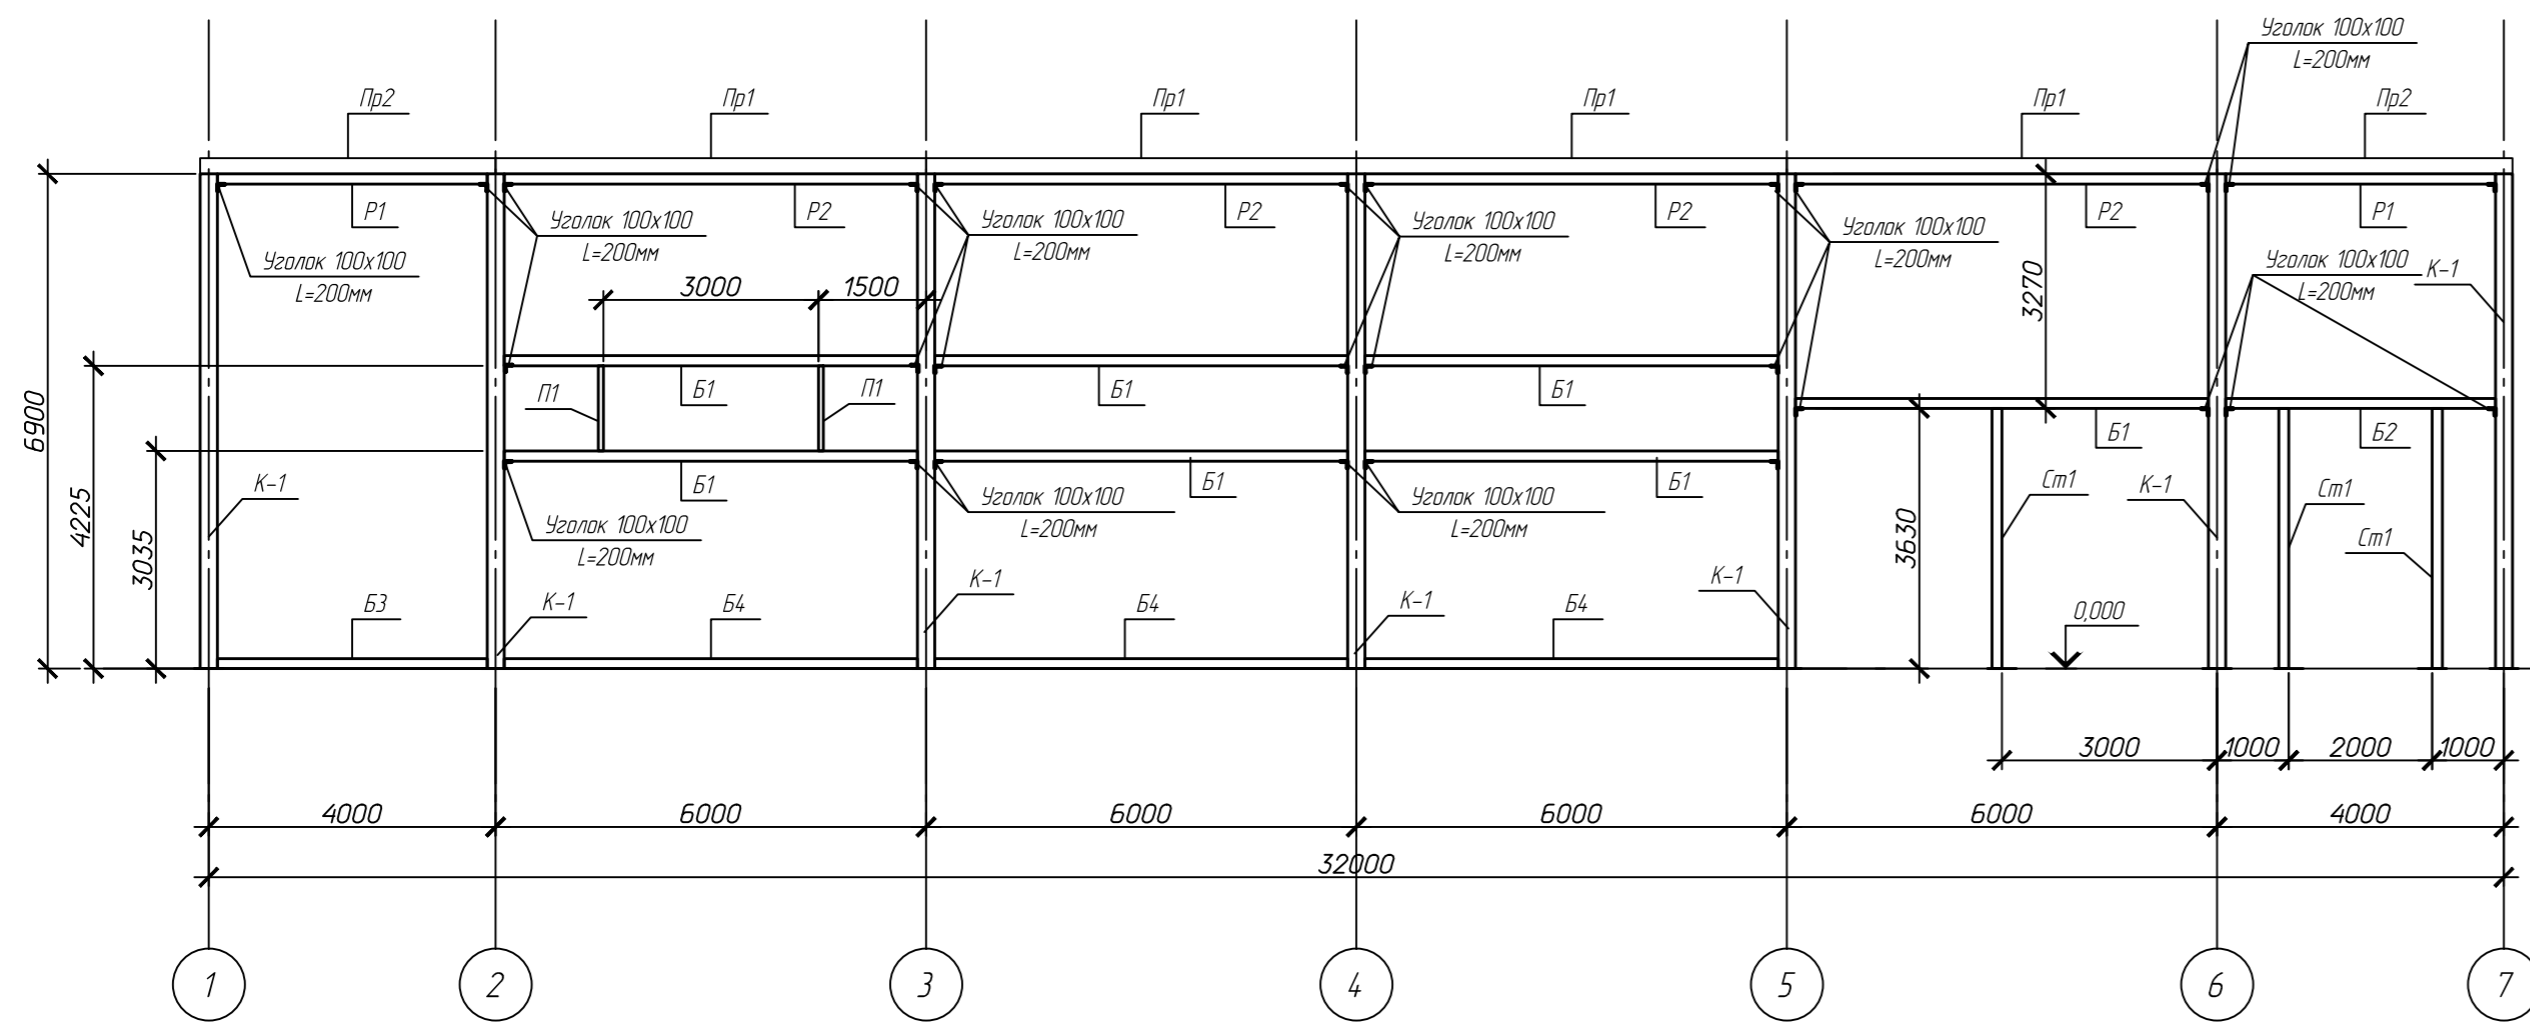 Уголок 100х100
L=200мм
Пр2 Пр1 Пр1 Пр1 Пр1 Пр2
Р1 Р2 Р2 Р2 Р2 Р1
Уголок 100х100
L=200мм
Уголок 100х100
L=200мм
Уголок 100х100
L=200мм
Уголок 100х100
L=200мм
Уголок 100х100
L=200мм
Уголок 100х100
L=200мм
К-1
3000 1500
3270
П1 Б1 П1 Б1 Б1
Б1 Б2
6900
4225
3035
3630
К-1 Б1 Б1 Б1 Ст1 К-1 Ст1
Ст1
Уголок 100х100
L=200мм
Уголок 100х100
L=200мм
Уголок 100х100
L=200мм
К-1 К-1 К-1 К-1
Б3 Б4 Б4 Б4
0,000
3000 1000 2000 1000
4000 6000 6000 6000 6000 4000
32000
1 2 3 4 5 6 7